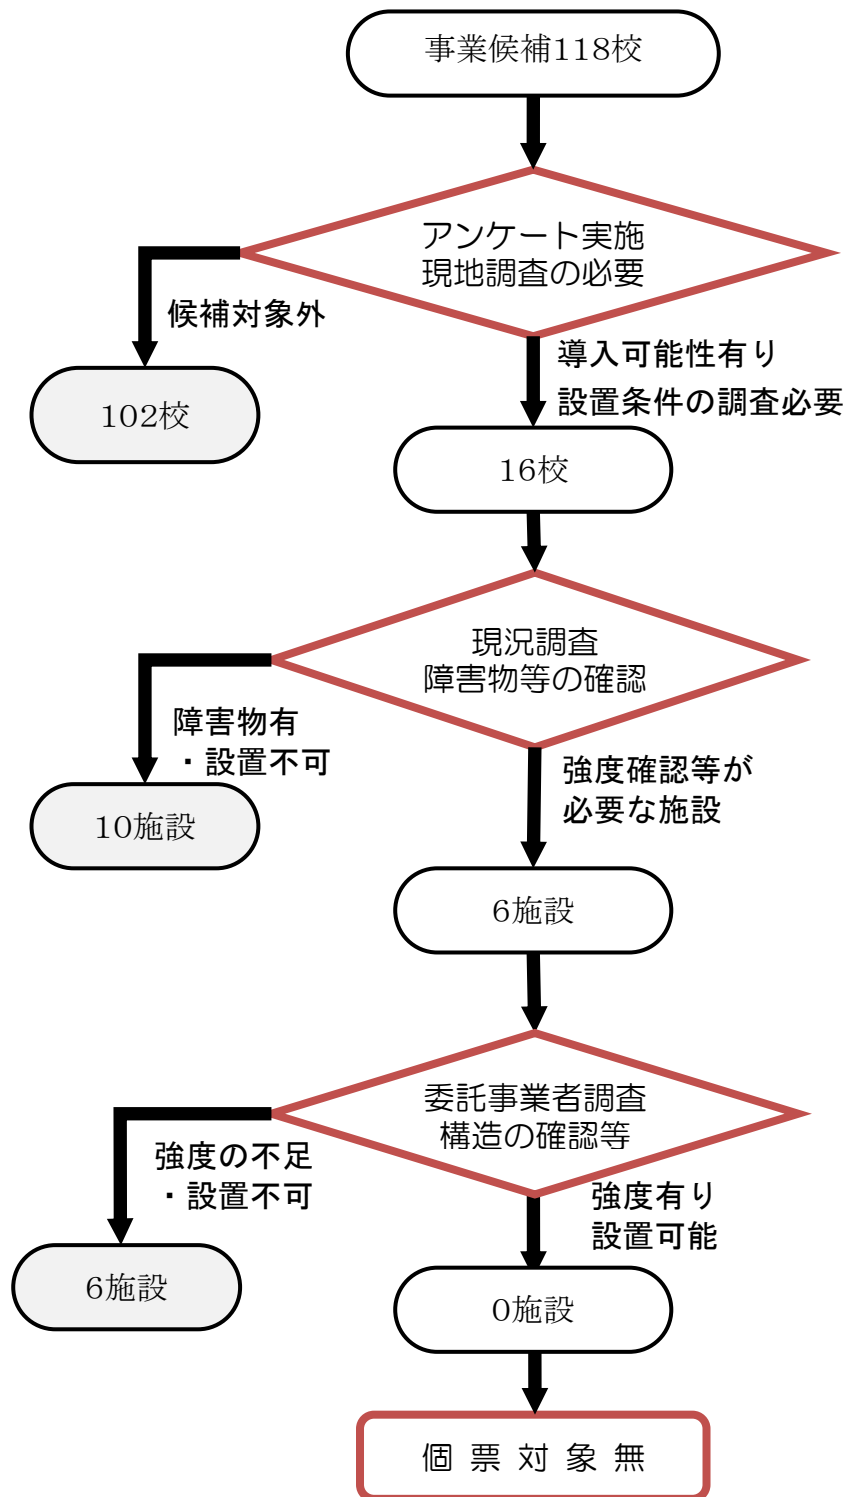 事業候補118校
アンケート実施
現地調査の必要
候補対象外
導入可能性有り
設置条件の調査必要
102校
16校
現況調査
障害物等の確認
障害物有
・設置不可
強度確認等が
必要な施設
10施設
6施設
委託事業者調査
構造の確認等
強度の不足
・設置不可
強度有り
設置可能
6施設
0施設
個票対象無